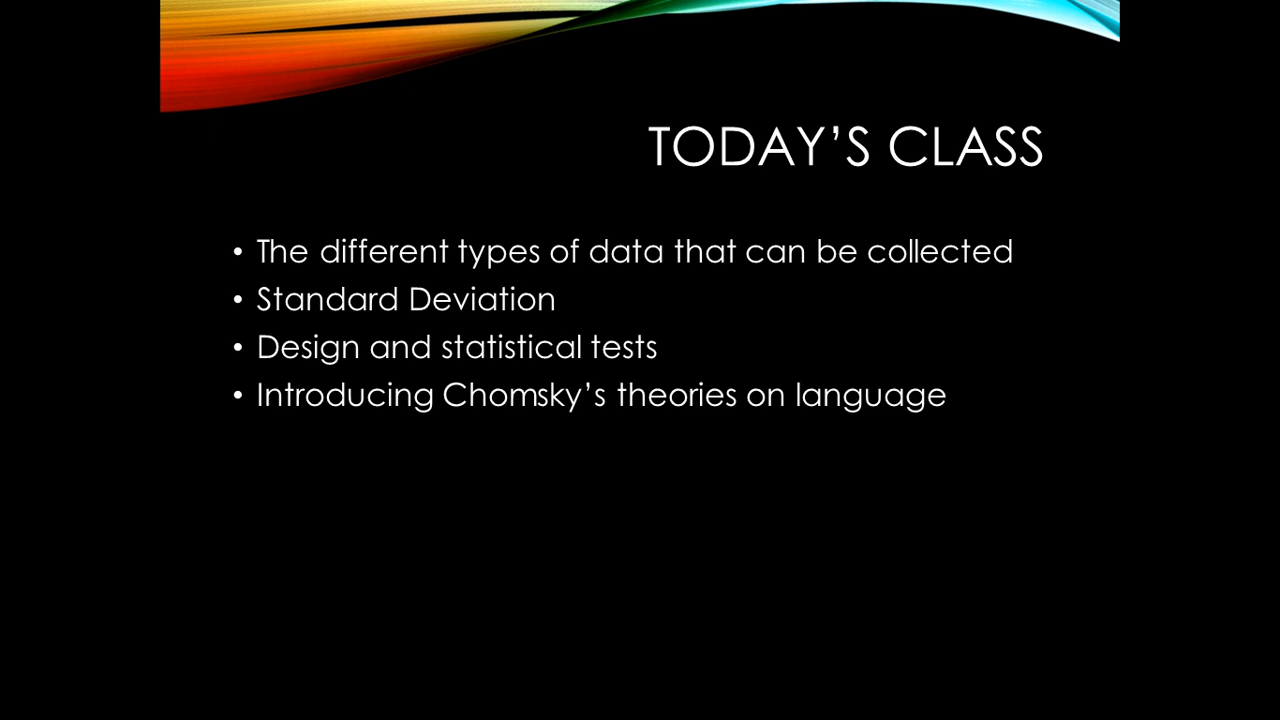 TODAY’S CLASS
• The different types of data that can be collected
• Standard Deviation
• Design and statistical tests
• Introducing Chomsky’s theories on language